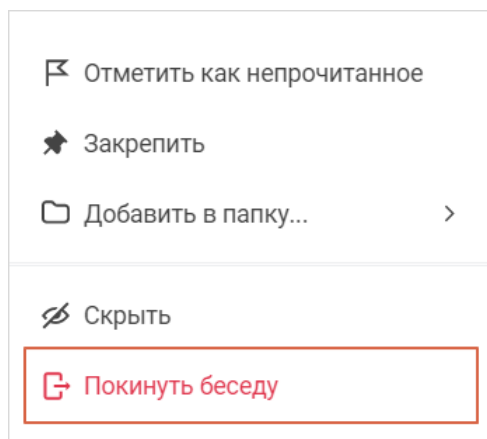 Отметить как непрочитанное
Закрепить
Добавить в папку...
Скрыть
Покинуть беседу